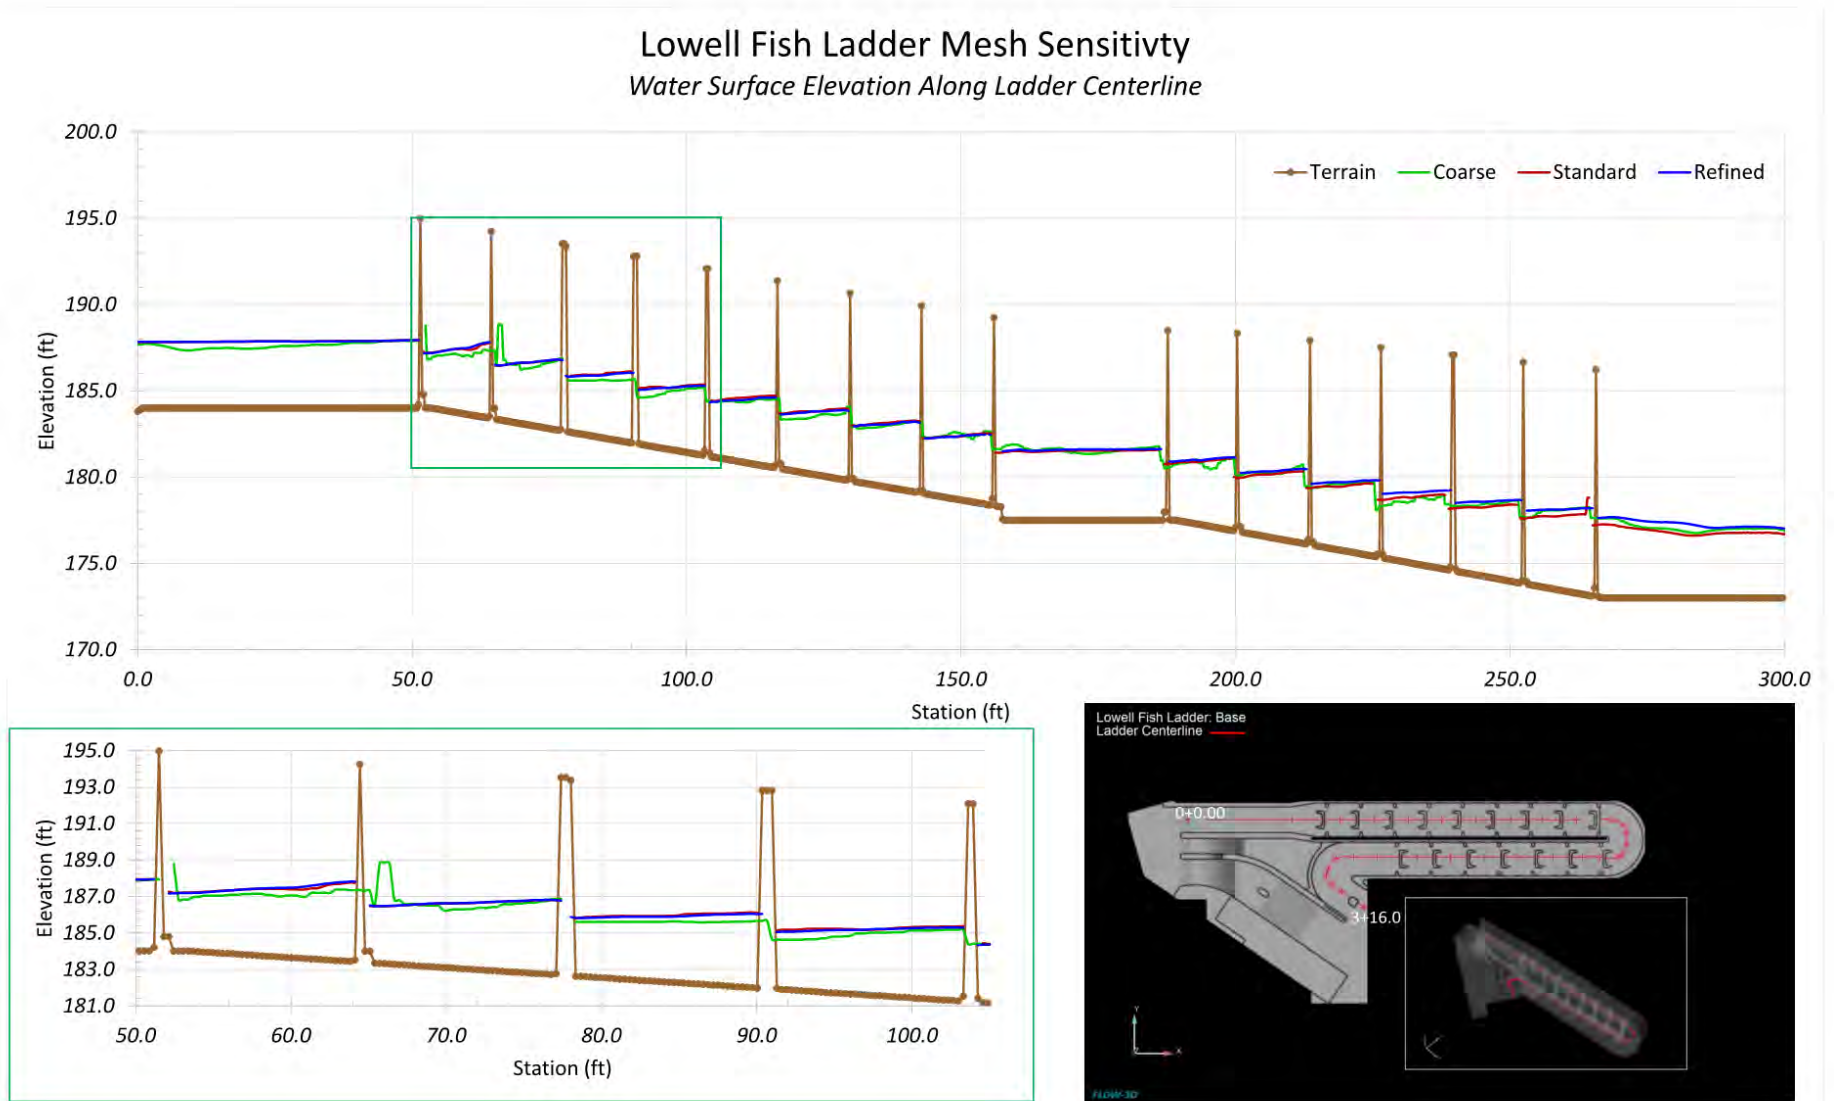 Lowell Fish Ladder Mesh Sensitivty
Water Surface Elevation Along Ladder Centerline
200.0
195.0
190.0
185.0
180.0
175.0
170.0
Elevation (ft)
Terrain Coarse Standard Refined
0.0 50.0 100.0 150.0 200.0 250.0 300.0
Station (ft)
195.0
193.0
191.0
189.0
187.0
185.0
183.0
181.0
Elevation (ft)
50.0 60.0 70.0 80.0 90.0 100.0
Station (ft)
Lowell Fish Ladder: Base
Ladder Centerline
0+0.00
3+16.0
Y
Z X
FLOW-3D